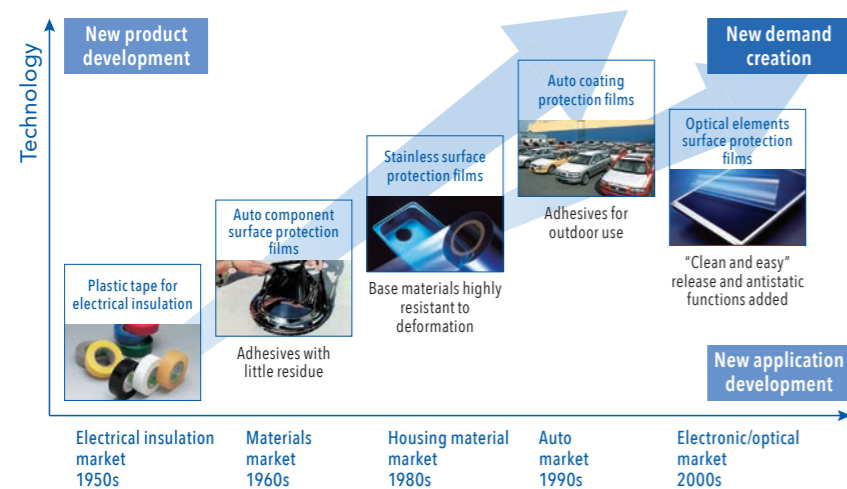 New product
development
New demand
creation
Technology
Auto coating
protection films
Optical elements
surface protection
films
Stainless surface
protection films
Adhesives for
outdoor use
Auto component
surface protection
films
"Clean and easy"
release and antistatic
functions added
Plastic tape for
electrical insulation
Base materials highly
resistant to
deformation
Adhesives with
little residue
New application
development
Electrical insulation
market
1950s
Materials
market
1960s
Housing material
market
1980s
Auto
market
1990s
Electronic/optical
market
2000s